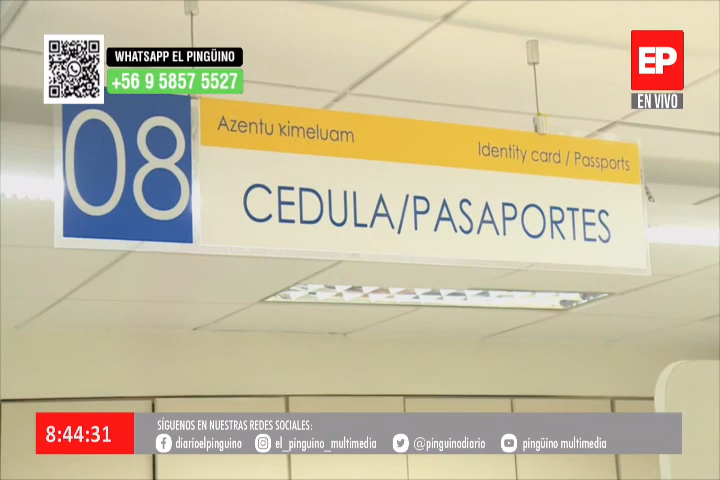 WHATSAPP EL PINGÜINO
+56 9 5857 5527
EP
EN VIVO
08
Azentu kimeluam
Identity card / Passports
CEDULA/PASAPORTES
8:44:31
SÍGUENOS EN NUESTRAS REDES SOCIALES:
diarioelpinguino
el_pinguino_multimedia
@pinguinodiario
pingüino multimedia